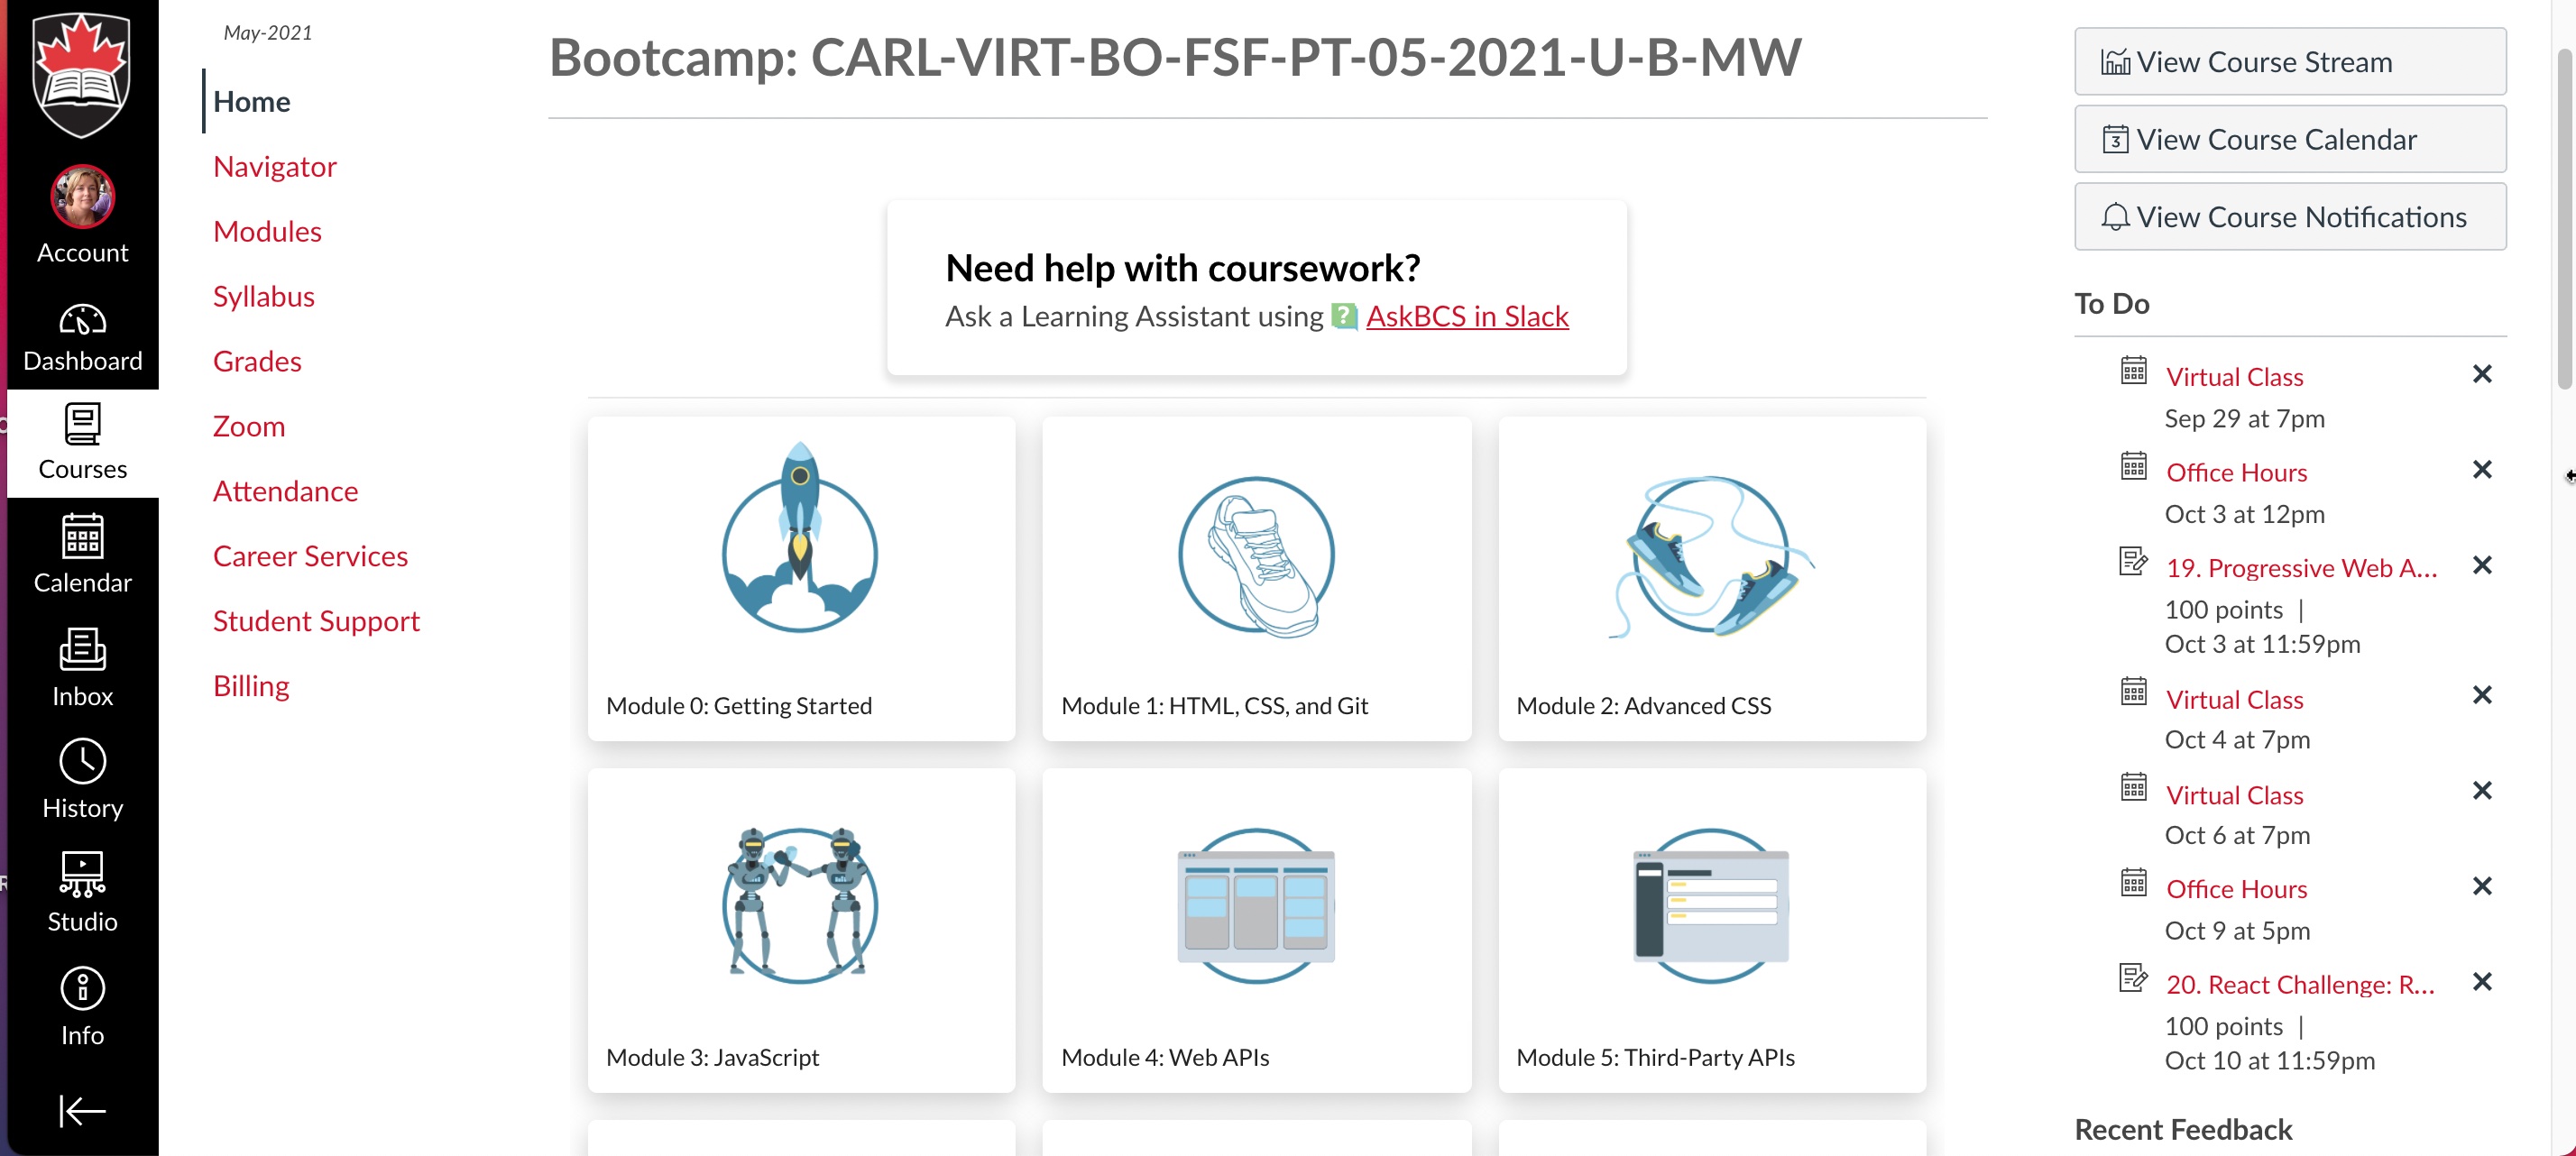 Account
Dashboard
Courses
Calendar
Inbox
History
Studio
Info
May-2021
Home
Navigator
Modules
Syllabus
Grades
Zoom
Attendance
Career Services
Student Support
Billing
Bootcamp: CARL-VIRT-BO-FSF-PT-05-2021-U-B-MW
Need help with coursework?
Ask a Learning Assistant using AskBCS in Slack
Module 0: Getting Started
Module 1: HTML, CSS, and Git
Module 2: Advanced CSS
Module 3: JavaScript
Module 4: Web APIs
Module 5: Third-Party APIs
View Course Stream
3 View Course Calendar
View Course Notifications
To Do
Virtual Class
Sep 29 at 7pm
Office Hours
Oct 3 at 12pm
19. Progressive Web A...
100 points |
Oct 3 at 11:59pm
Virtual Class
Oct 4 at 7pm
Virtual Class
Oct 6 at 7pm
Office Hours
Oct 9 at 5pm
20. React Challenge: R...
100 points |
Oct 10 at 11:59pm
Recent Feedback